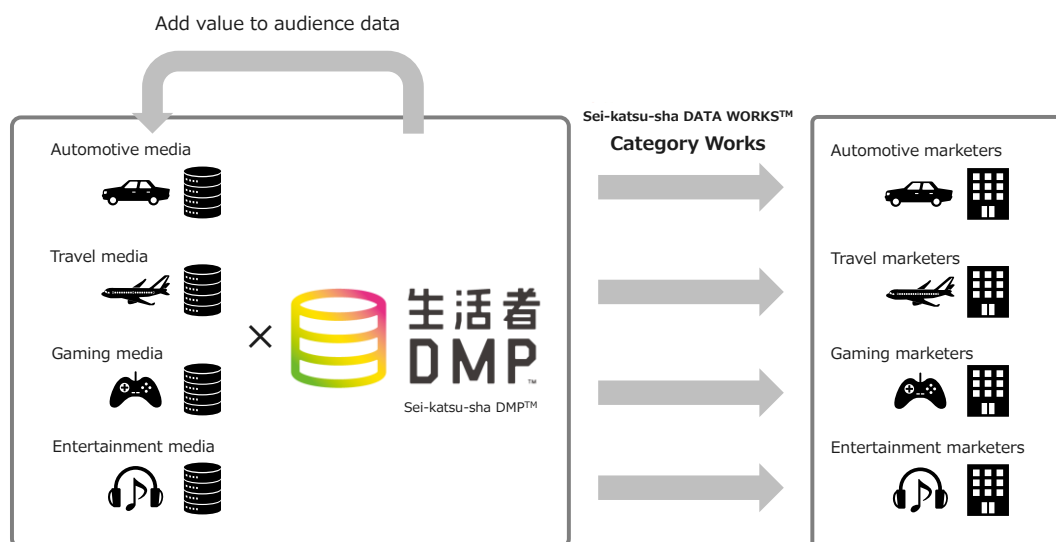 Add value to audience data
Sei-katsu-sha DATA WORKS™
Category Works
Automotive media
Travel media
Gaming media
Entertainment media
×
生活者
DMP™
Sei-katsu-sha DMP™
Automotive marketers
Travel marketers
Gaming marketers
Entertainment marketers